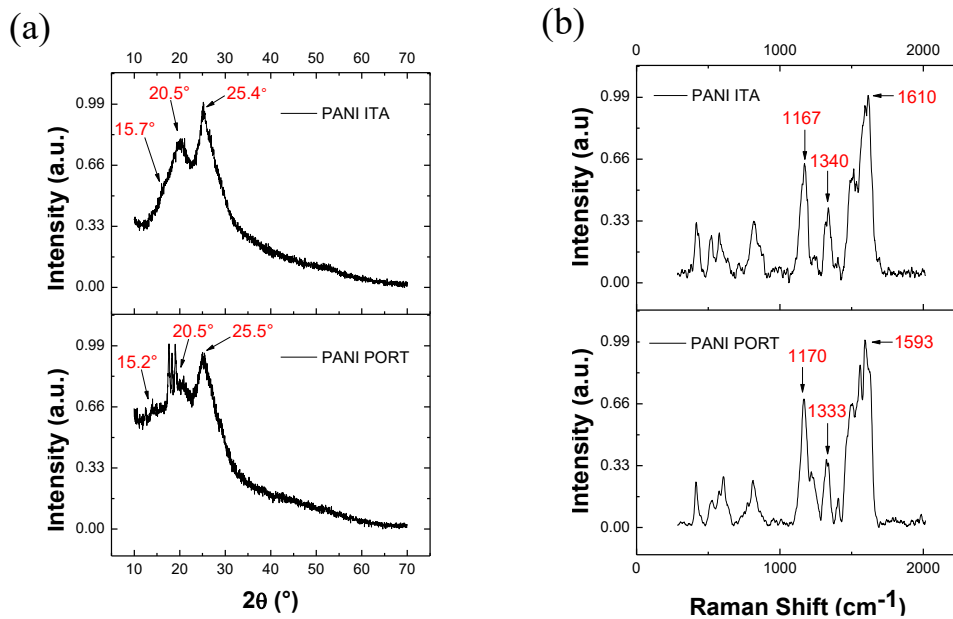 (a)
10 20 30 40 50 60 70
20.5° 25.4°
15.7°
PANI ITA
0.99
0.66
0.33
0.00
Intensity (a.u.)
20.5° 25.5°
15.2°
PANI PORT
0.99
0.66
0.33
0.00
Intensity (a.u.)
10 20 30 40 50 60 70
2θ (°)
(b)
0 1000 2000
PANI ITA
1610
1167
1340
0.99
0.66
0.33
0.00
Intensity (a.u)
PANI PORT
1593
1170
1333
0.99
0.66
0.33
0.00
Intensity (a.u.)
0 1000 2000
Raman Shift (cm⁻¹)